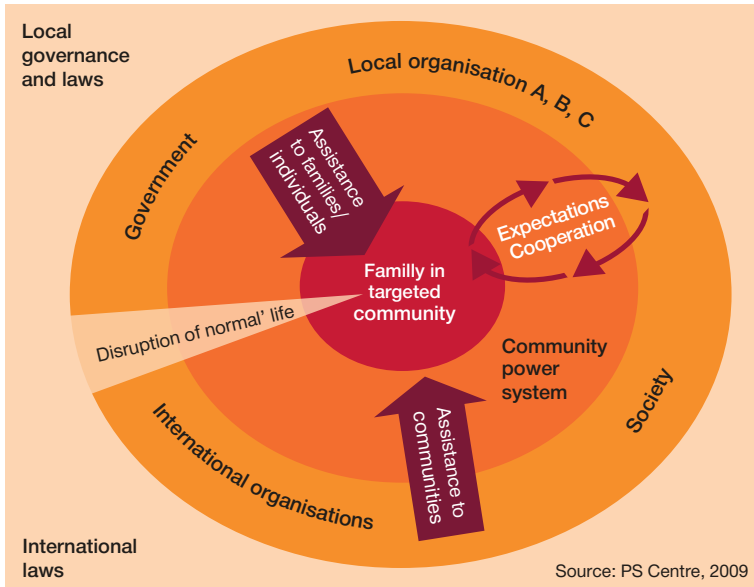 Local
governance
and laws
Local organisation A, B, C
Government
Assistance
to families/
individuals
Expectations
Cooperation
Familly in
targeted
community
Disruption of normal’ life
Community
power
system
Society
Assistance to
communities
International organisations
International
laws
Source: PS Centre, 2009